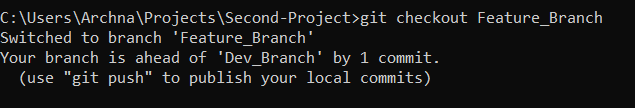 C:\Users\Archna\Projects\Second-Project>git checkout Feature_Branch
Switched to branch 'Feature_Branch'
Your branch is ahead of 'Dev_Branch' by 1 commit.
  (use "git push" to publish your local commits)